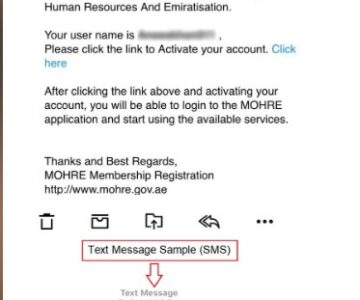 Human Resources And Emiratisation.
Your user name is ,
Please click the link to Activate your account. Click
here
After clicking the link above and activating your
account, you will be able to login to the MOHRE
application and start using the available services.
Thanks and Best Regards,
MOHRE Membership Registration
http://www.mohre.gov.ae
Text Message Sample (SMS)
Text Message